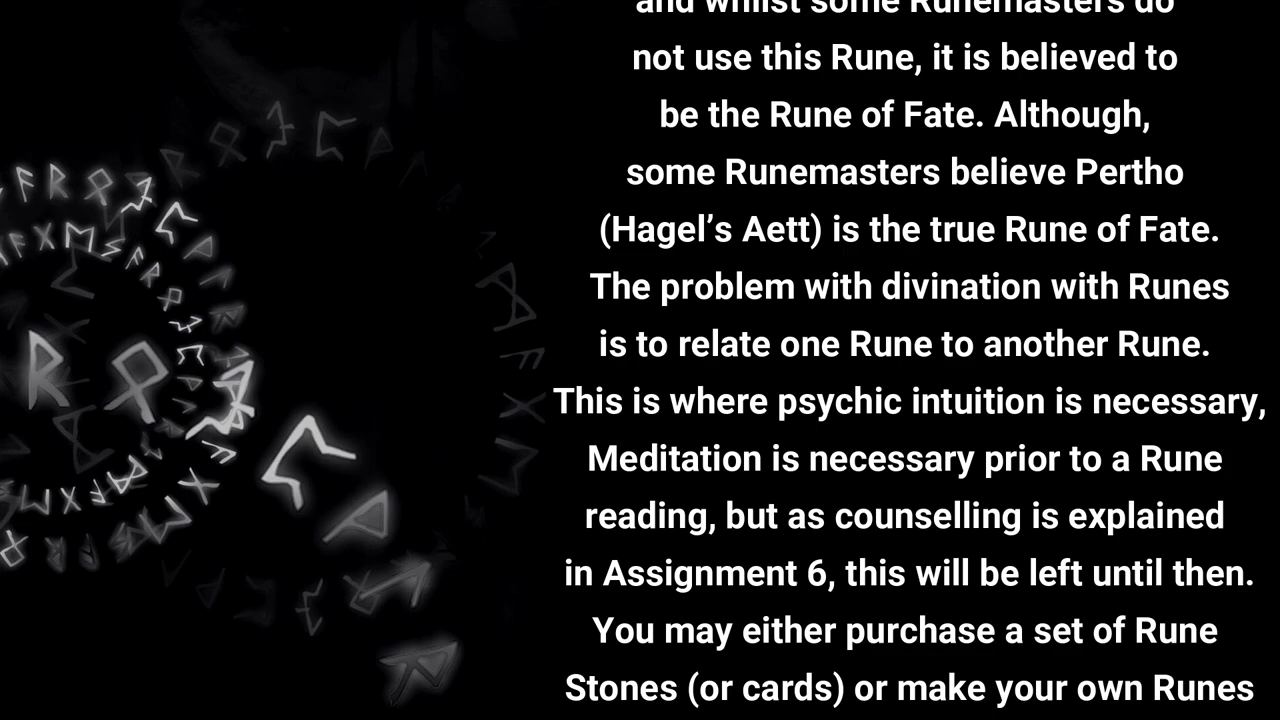 and whilst some Runemasters do
not use this Rune, it is believed to
be the Rune of Fate. Although,
some Runemasters believe Pertho
(Hagel’s Aett) is the true Rune of Fate.
The problem with divination with Runes
is to relate one Rune to another Rune.
This is where psychic intuition is necessary,
Meditation is necessary prior to a Rune
reading, but as counselling is explained
in Assignment 6, this will be left until then.
You may either purchase a set of Rune
Stones (or cards) or make your own Runes